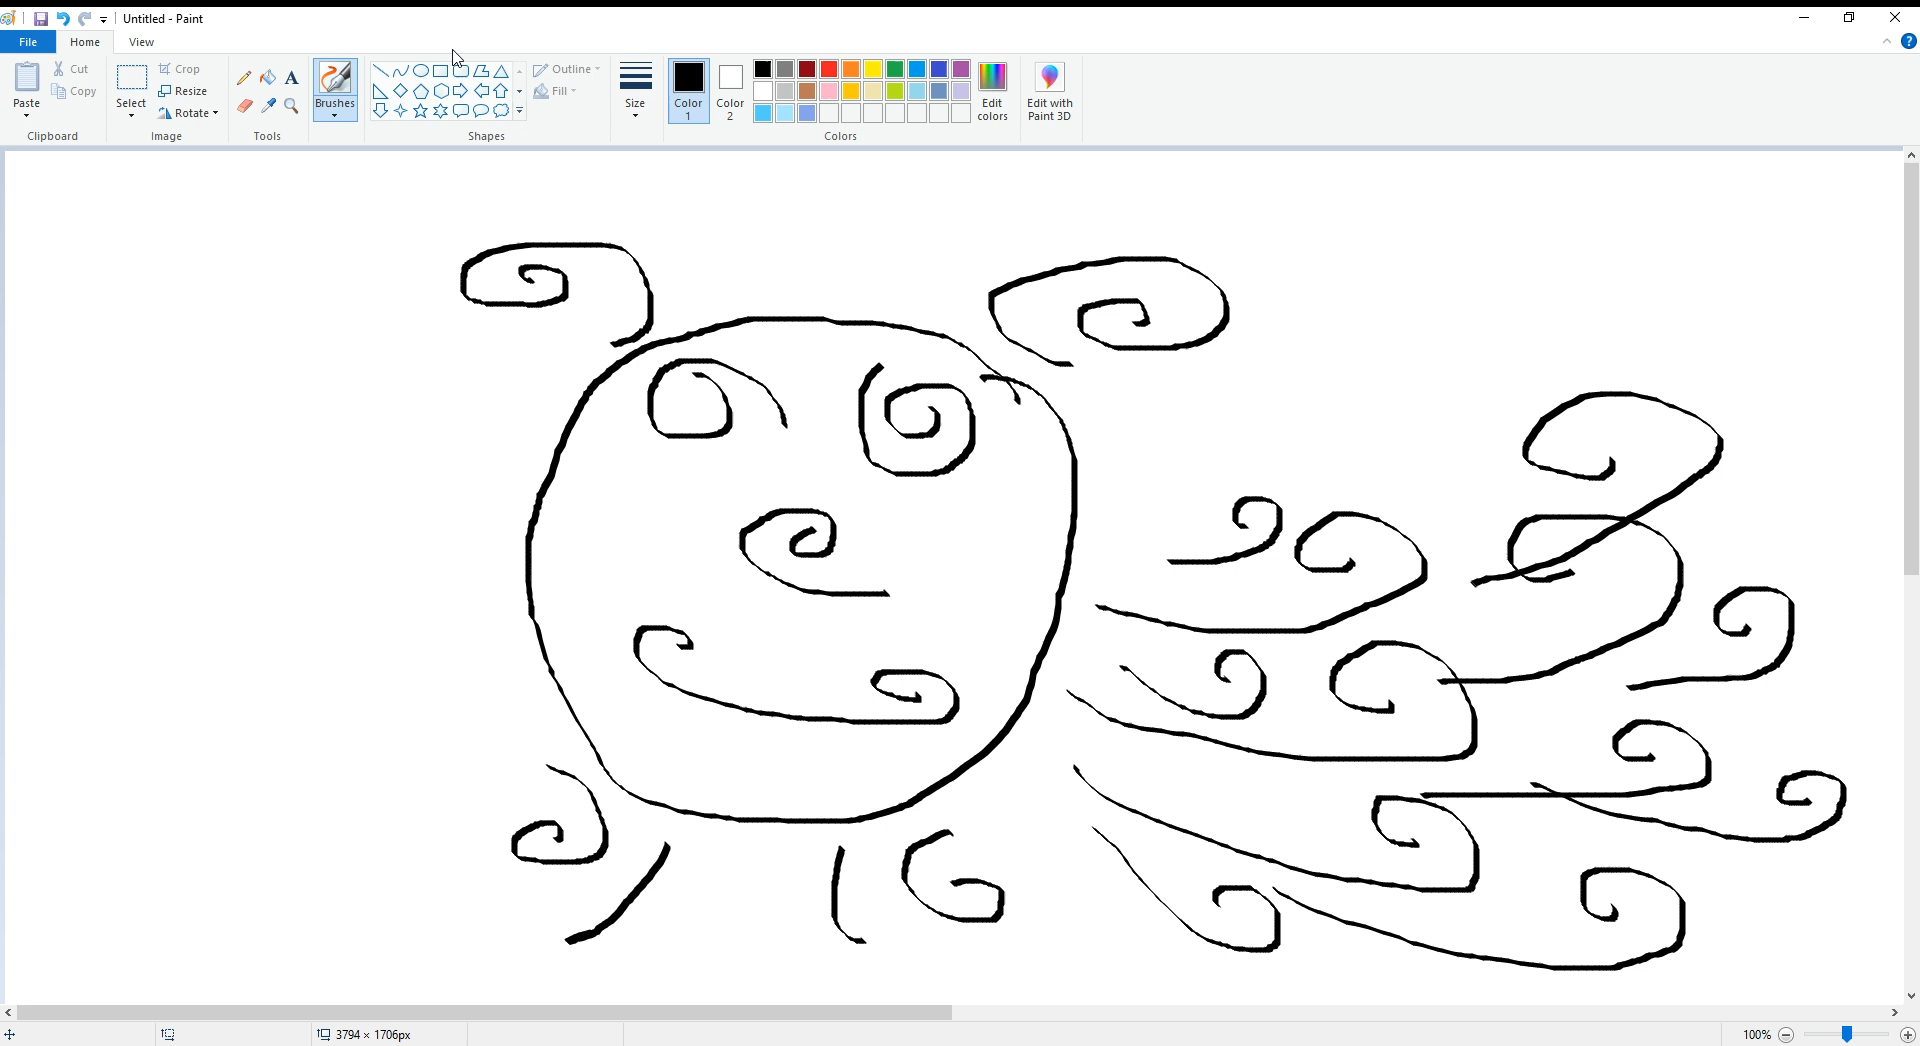 Untitled - Paint
File Home View
Paste Cut Copy
Clipboard
Select Crop Resize Rotate
Image
A
Tools
Brushes
Outline Fill
Shapes
Size
Color 1
Color 2
Edit colors
Colors
Edit with Paint 3D
?
3794 × 1706px
100%